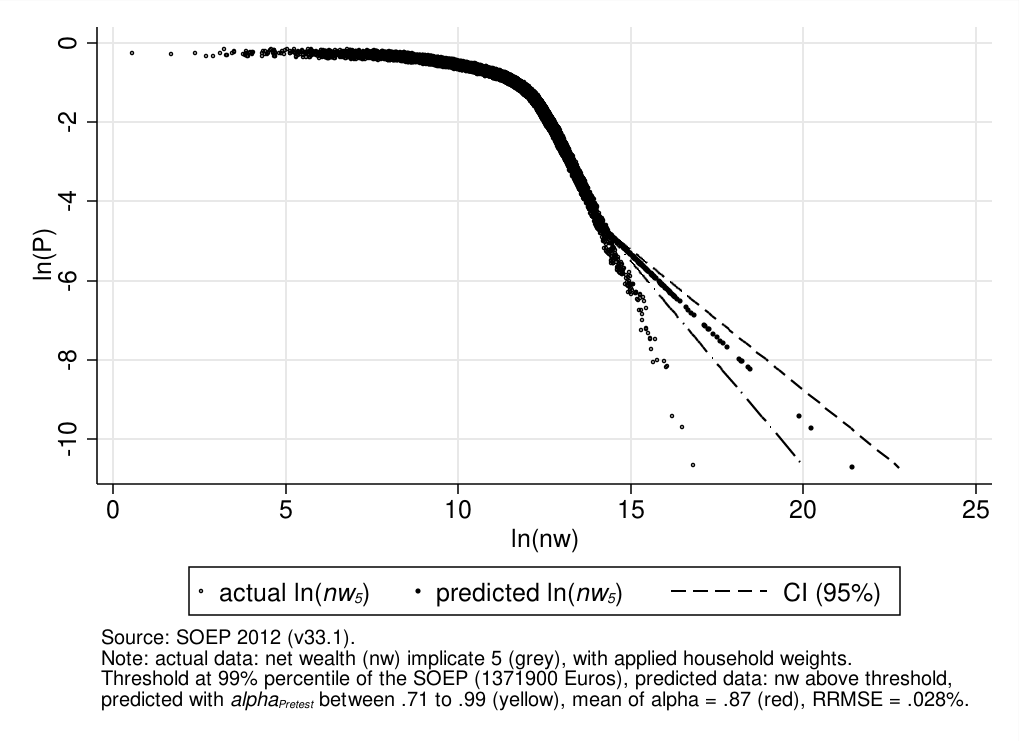 0
-2
-4
-6
-8
-10
ln(P)
0 5 10 15 20 25
ln(nw)
actual ln(nw5) predicted ln(nw5) CI (95%)
Source: SOEP 2012 (v33.1).
Note: actual data: net wealth (nw) implicate 5 (grey), with applied household weights.
Threshold at 99% percentile of the SOEP (1371900 Euros), predicted data: nw above threshold,
predicted with alphaPretest between .71 to .99 (yellow), mean of alpha = .87 (red), RRMSE = .028%.